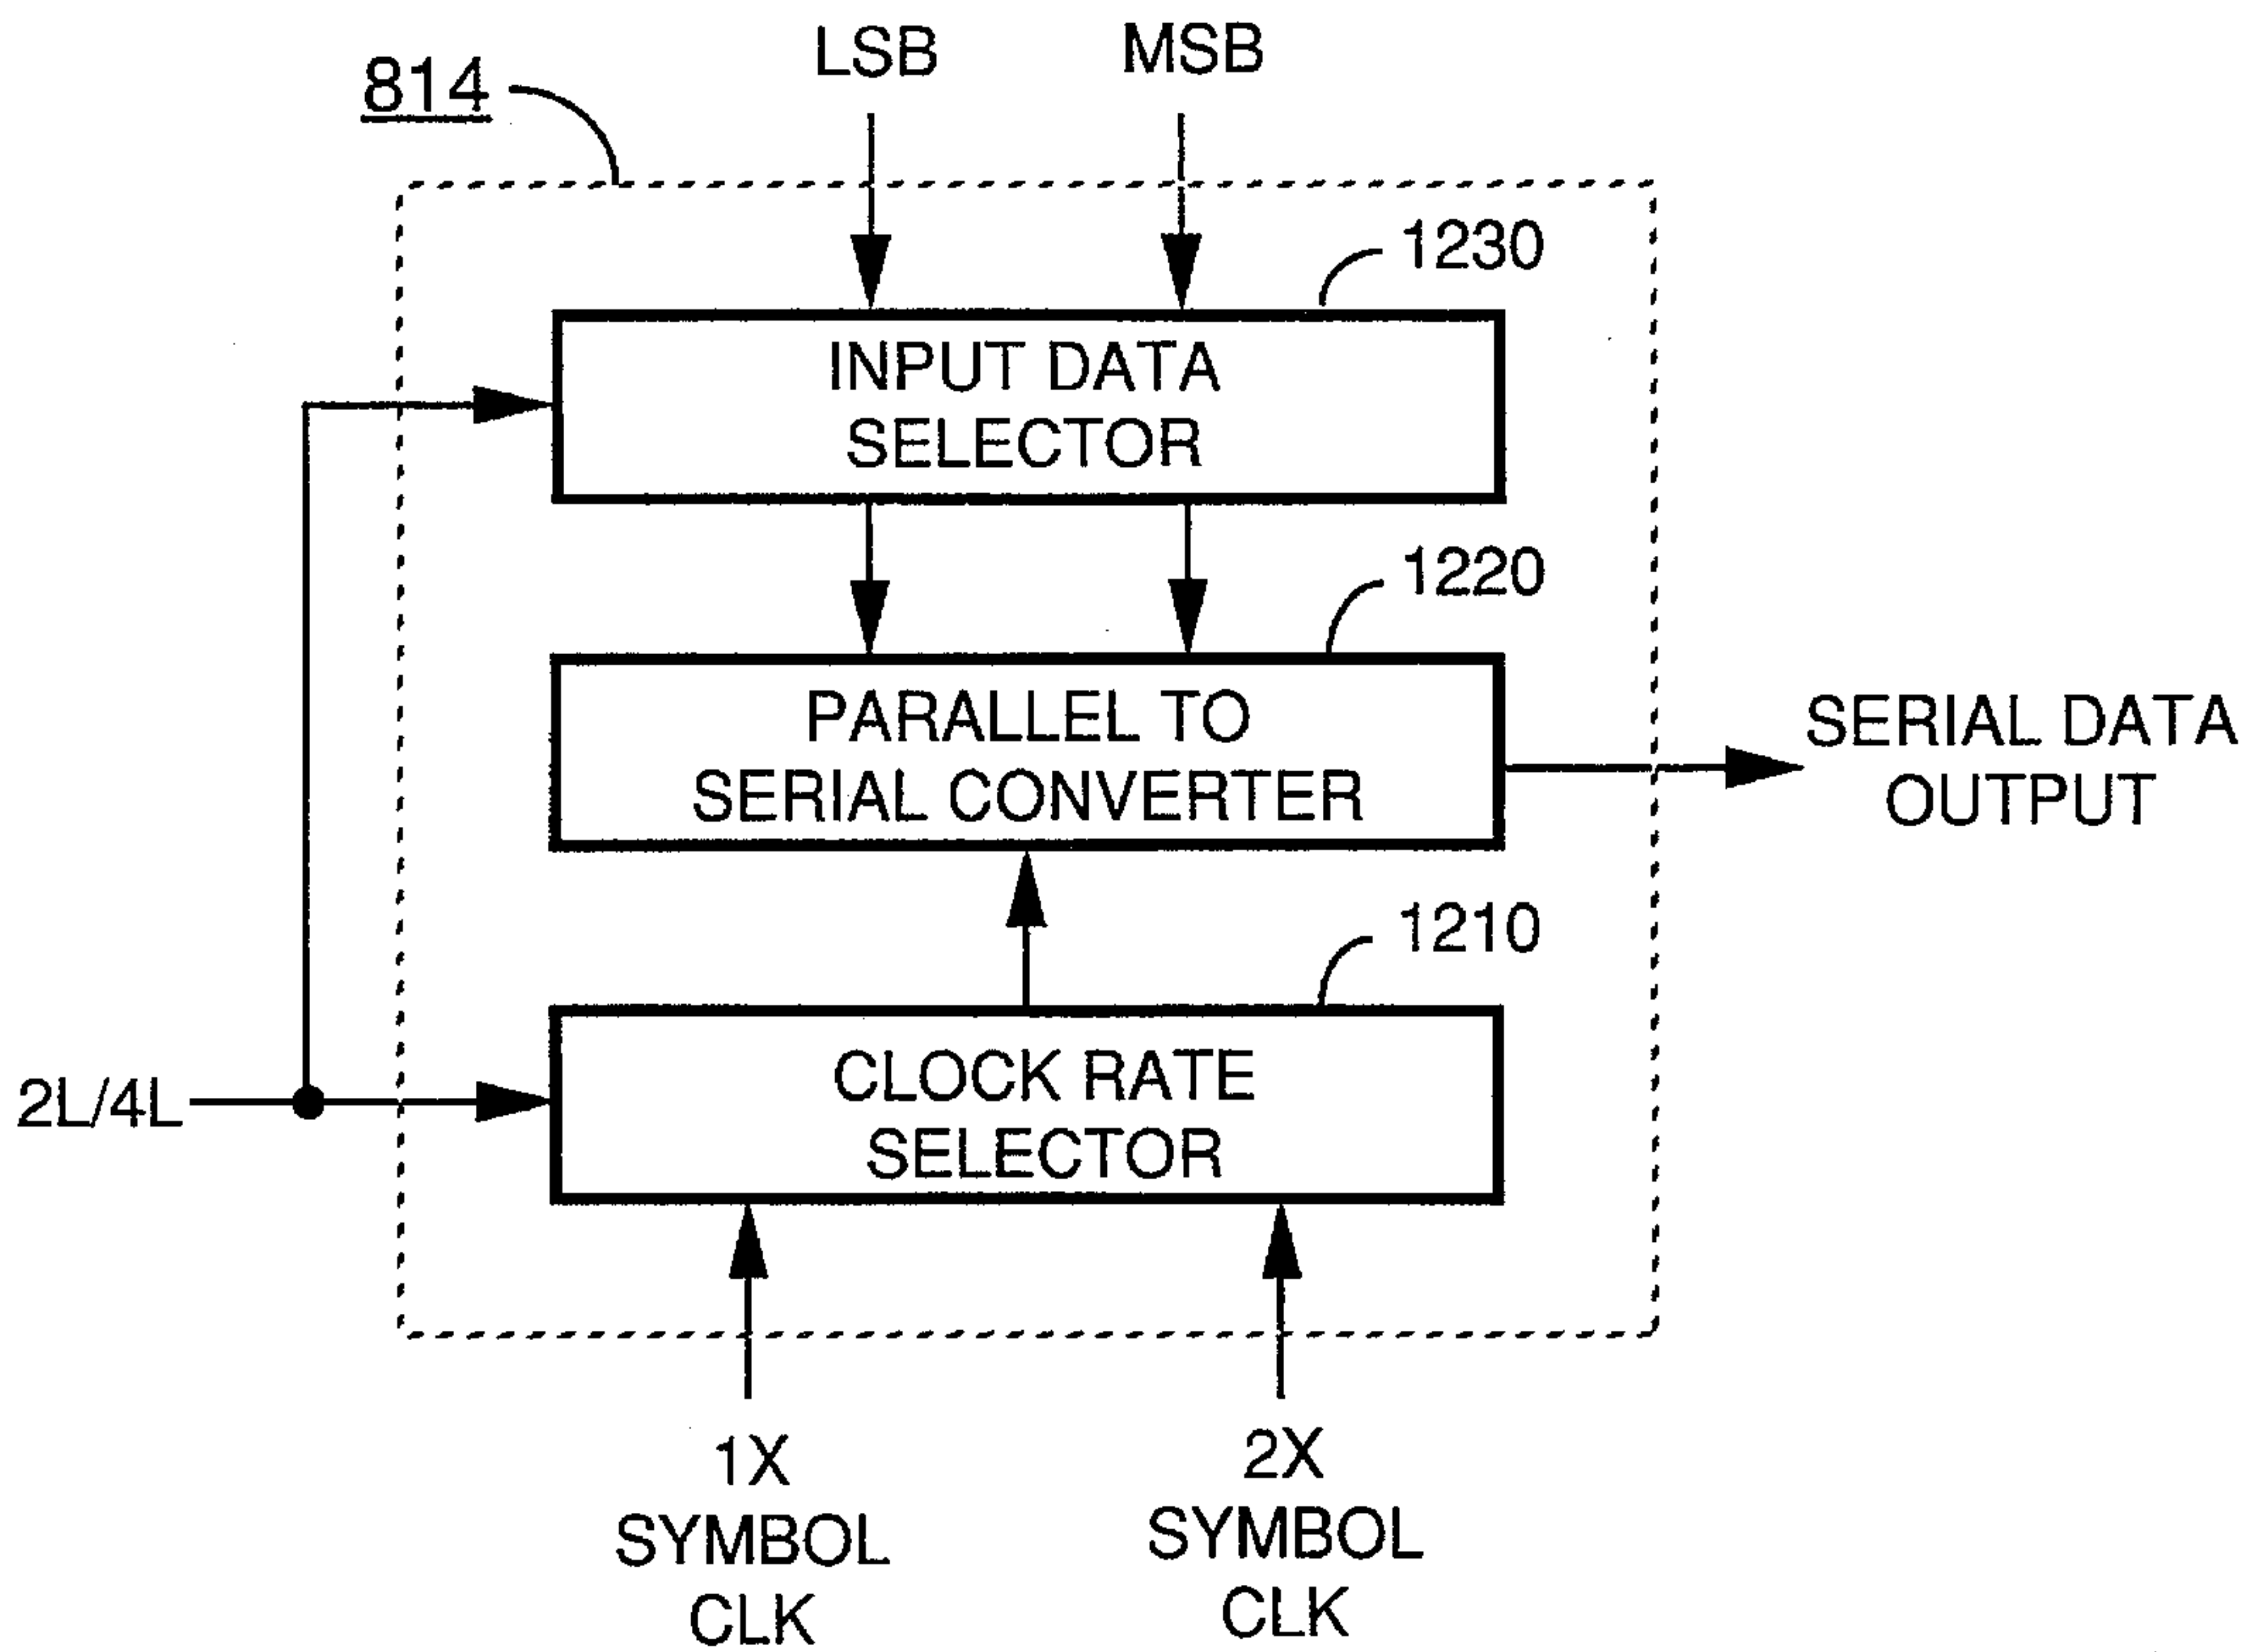 LSB
MSB
814
1230
INPUT DATA
SELECTOR
1220
PARALLEL TO
SERIAL CONVERTER
SERIAL DATA
OUTPUT
1210
2L/4L
CLOCK RATE
SELECTOR
1X
SYMBOL
CLK
2X
SYMBOL
CLK